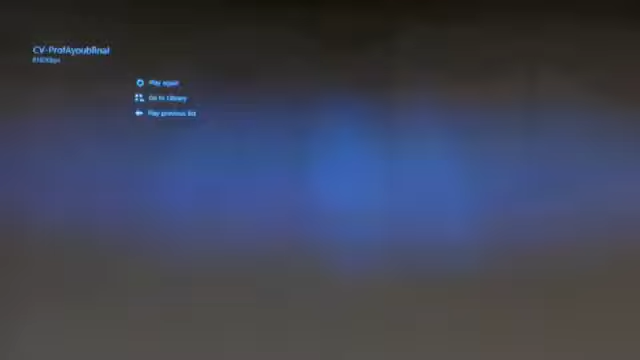 CV-ProfAyoubfinal
Play again
Go to Library
Play previous list